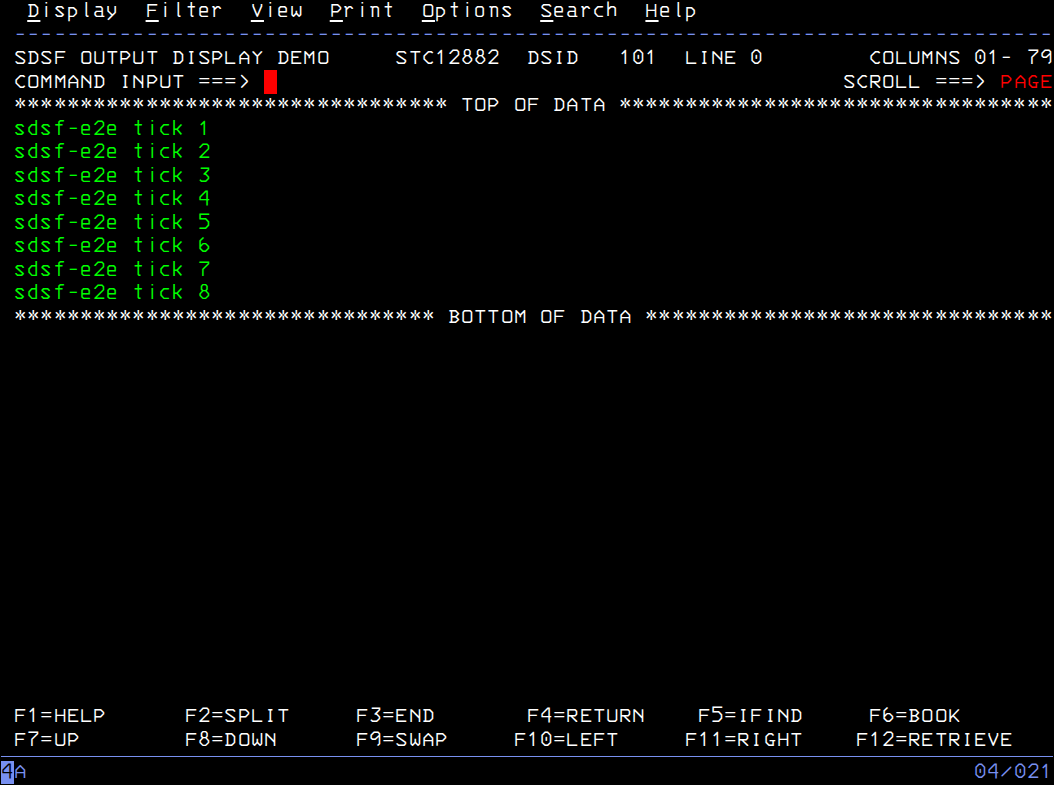 Display  Filter  View  Print  Options  Search  Help
-------------------------------------------------------------------------------
SDSF OUTPUT DISPLAY DEMO     STC12882  DSID   101  LINE 0        COLUMNS 01- 79
COMMAND INPUT ===>                                             SCROLL ===> PAGE
********************************* TOP OF DATA *********************************
sdsf-e2e tick 1
sdsf-e2e tick 2
sdsf-e2e tick 3
sdsf-e2e tick 4
sdsf-e2e tick 5
sdsf-e2e tick 6
sdsf-e2e tick 7
sdsf-e2e tick 8
******************************** BOTTOM OF DATA *******************************
F1=HELP      F2=SPLIT     F3=END       F4=RETURN    F5=IFIND     F6=BOOK
F7=UP        F8=DOWN      F9=SWAP     F10=LEFT     F11=RIGHT    F12=RETRIEVE
4A                                                                       04/021